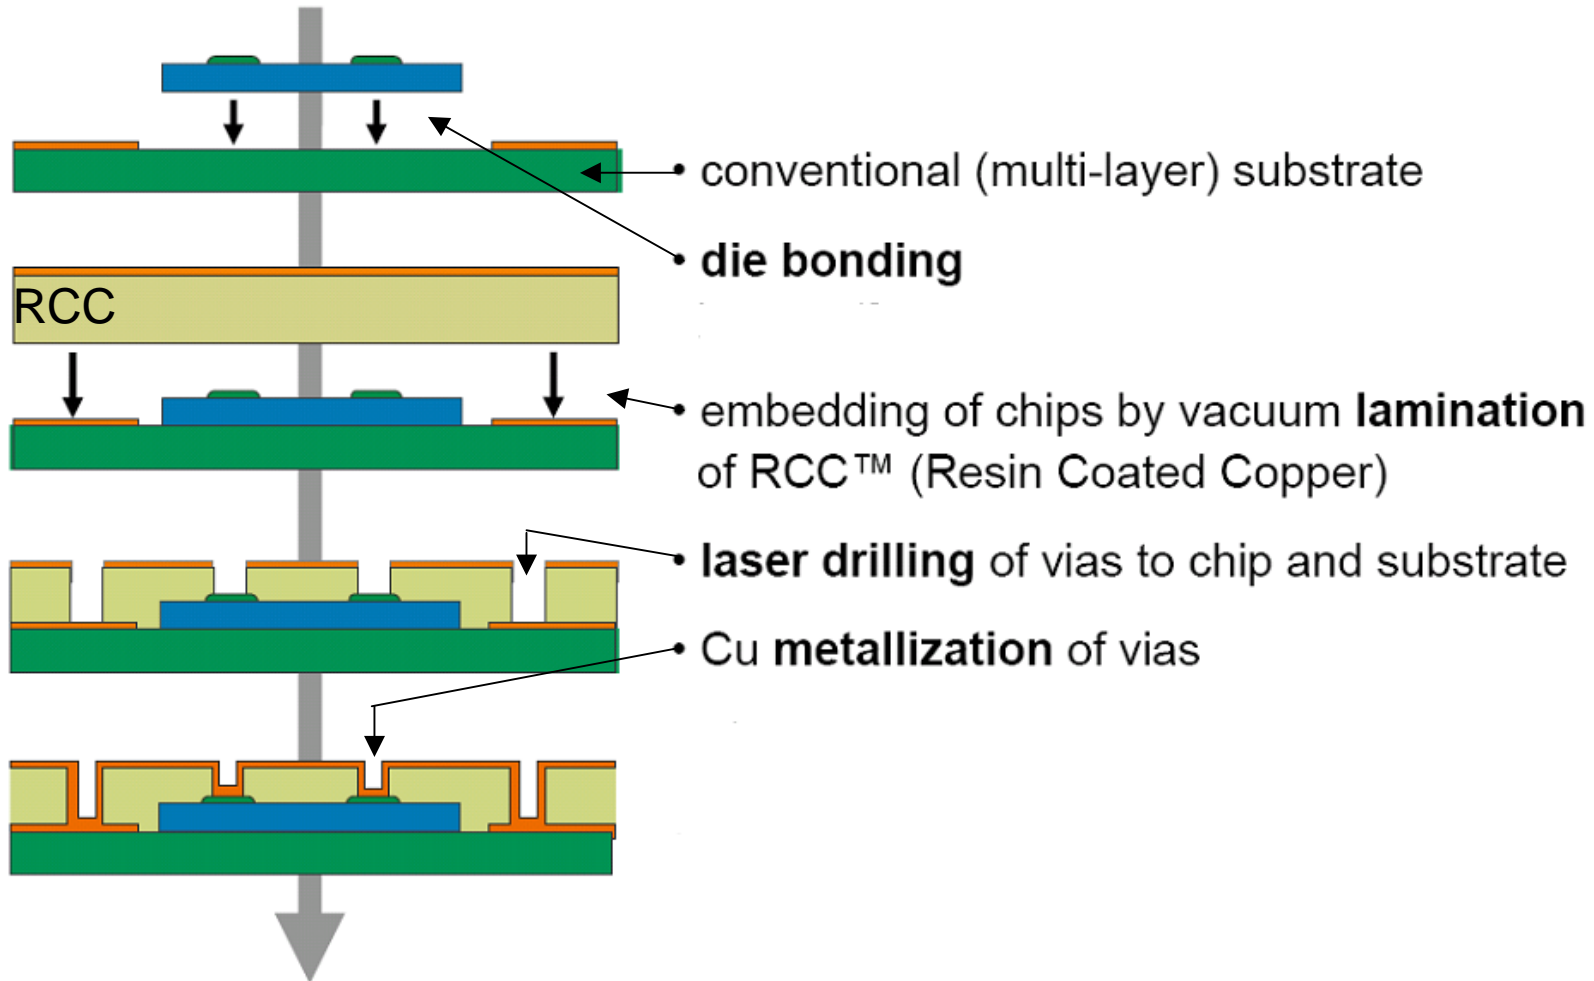 • conventional (multi-layer) substrate
• die bonding
RCC
• embedding of chips by vacuum lamination
of RCC™ (Resin Coated Copper)
• laser drilling of vias to chip and substrate
• Cu metallization of vias